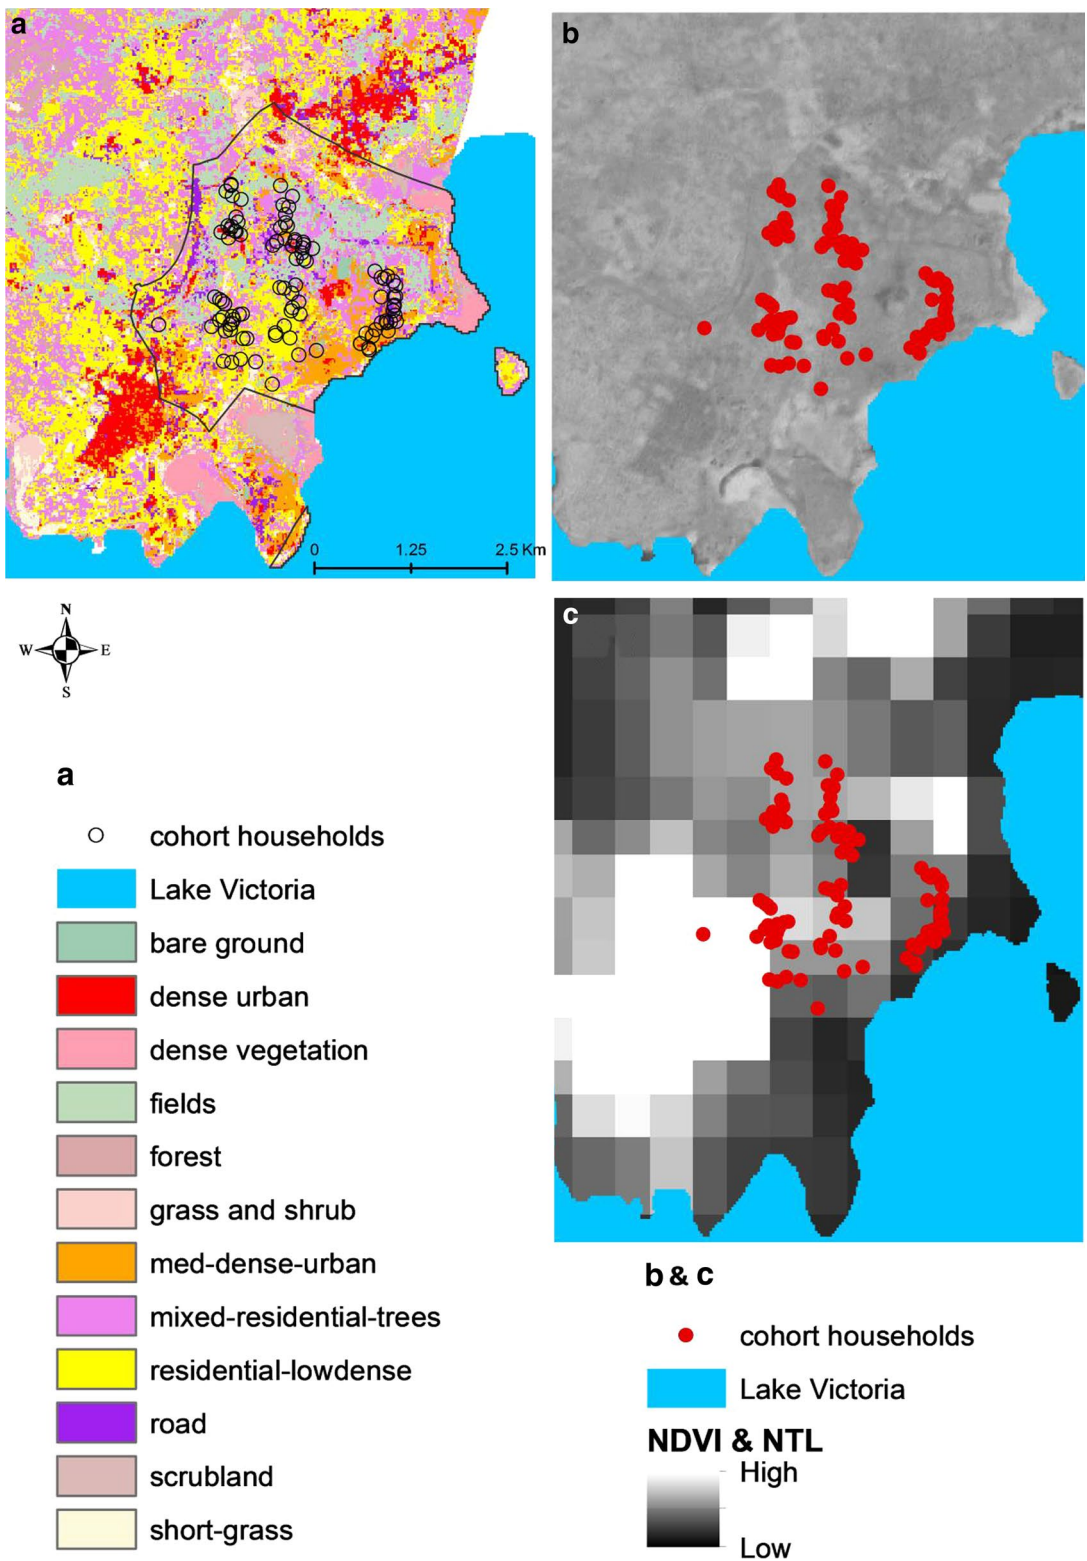 a
b
0 1.25 2.5 Km
N
W E
S
c
a
cohort households
Lake Victoria
bare ground
dense urban
dense vegetation
fields
forest
grass and shrub
med-dense-urban
mixed-residential-trees
residential-lowdense
road
scrubland
short-grass
b & c
cohort households
Lake Victoria
NDVI & NTL
High
Low